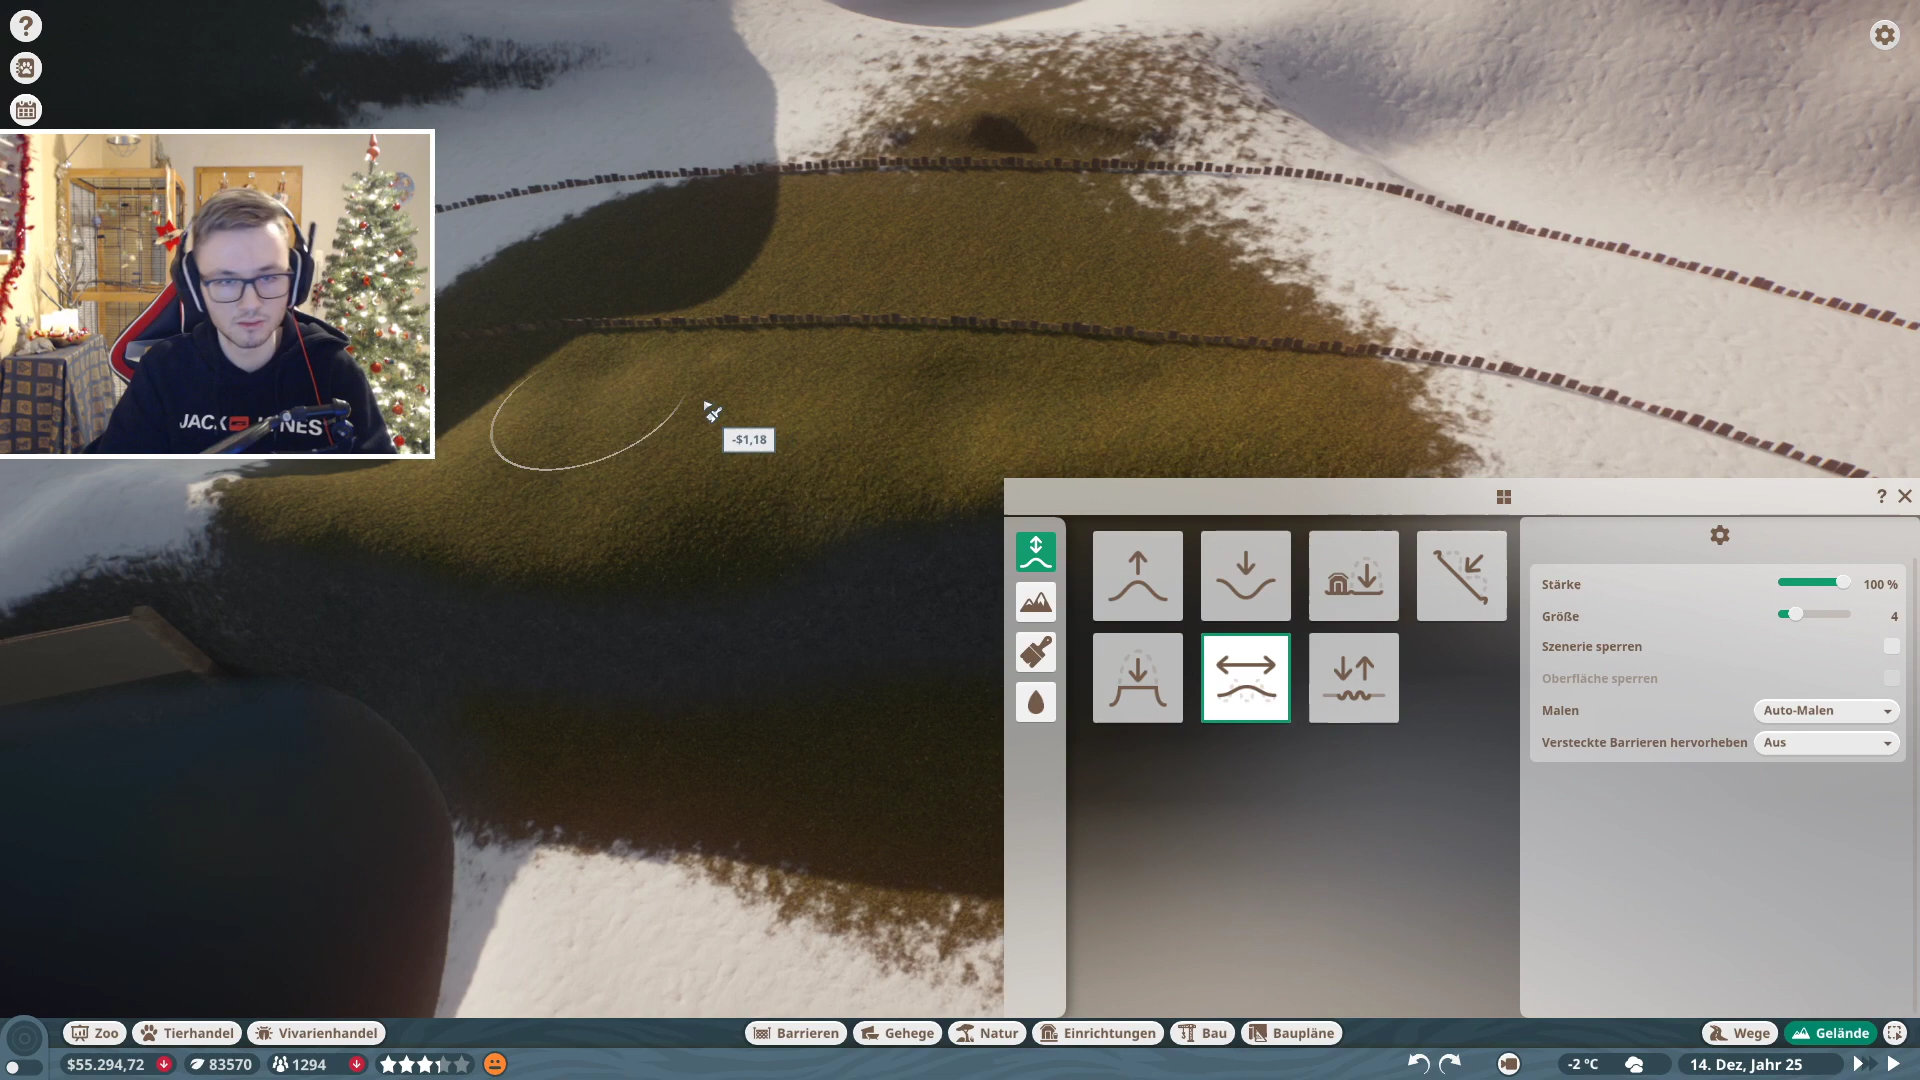 ?
JACK JONES
-$1,18
?
Stärke
100 %
Größe
4
Szenerie sperren
Oberfläche sperren
Malen
Auto-Malen
Versteckte Barrieren hervorheben
Aus
Zoo
Tierhandel
Vivarienhandel
Barrieren
Gehege
Natur
Einrichtungen
Bau
Baupläne
Wege
Gelände
$55.294,72
83570
1294
-2 °C
14. Dez, Jahr 25